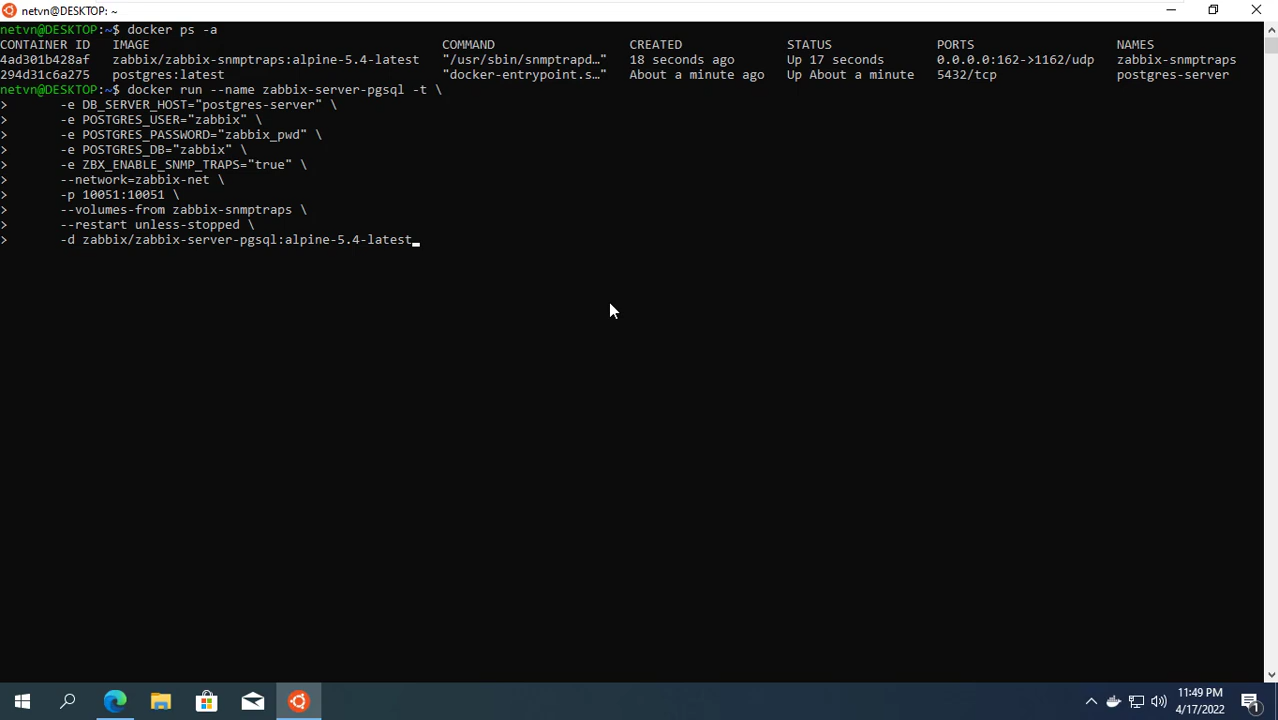 netvn@DESKTOP: ~
netvn@DESKTOP:~$ docker ps -a
CONTAINER ID   IMAGE                                     COMMAND                  CREATED              STATUS              PORTS                    NAMES
4ad301b428af   zabbix/zabbix-snmptraps:alpine-5.4-latest   "/usr/sbin/snmptrapd…"   18 seconds ago       Up 17 seconds       0.0.0.0:162->1162/udp   zabbix-snmptraps
294d31c6a275   postgres:latest                           "docker-entrypoint.s…"   About a minute ago   Up About a minute   5432/tcp                 postgres-server
netvn@DESKTOP:~$ docker run --name zabbix-server-pgsql -t \
>       -e DB_SERVER_HOST="postgres-server" \
>       -e POSTGRES_USER="zabbix" \
>       -e POSTGRES_PASSWORD="zabbix_pwd" \
>       -e POSTGRES_DB="zabbix" \
>       -e ZBX_ENABLE_SNMP_TRAPS="true" \
>       --network=zabbix-net \
>       -p 10051:10051 \
>       --volumes-from zabbix-snmptraps \
>       --restart unless-stopped \
>       -d zabbix/zabbix-server-pgsql:alpine-5.4-latest
11:49 PM
4/17/2022
1